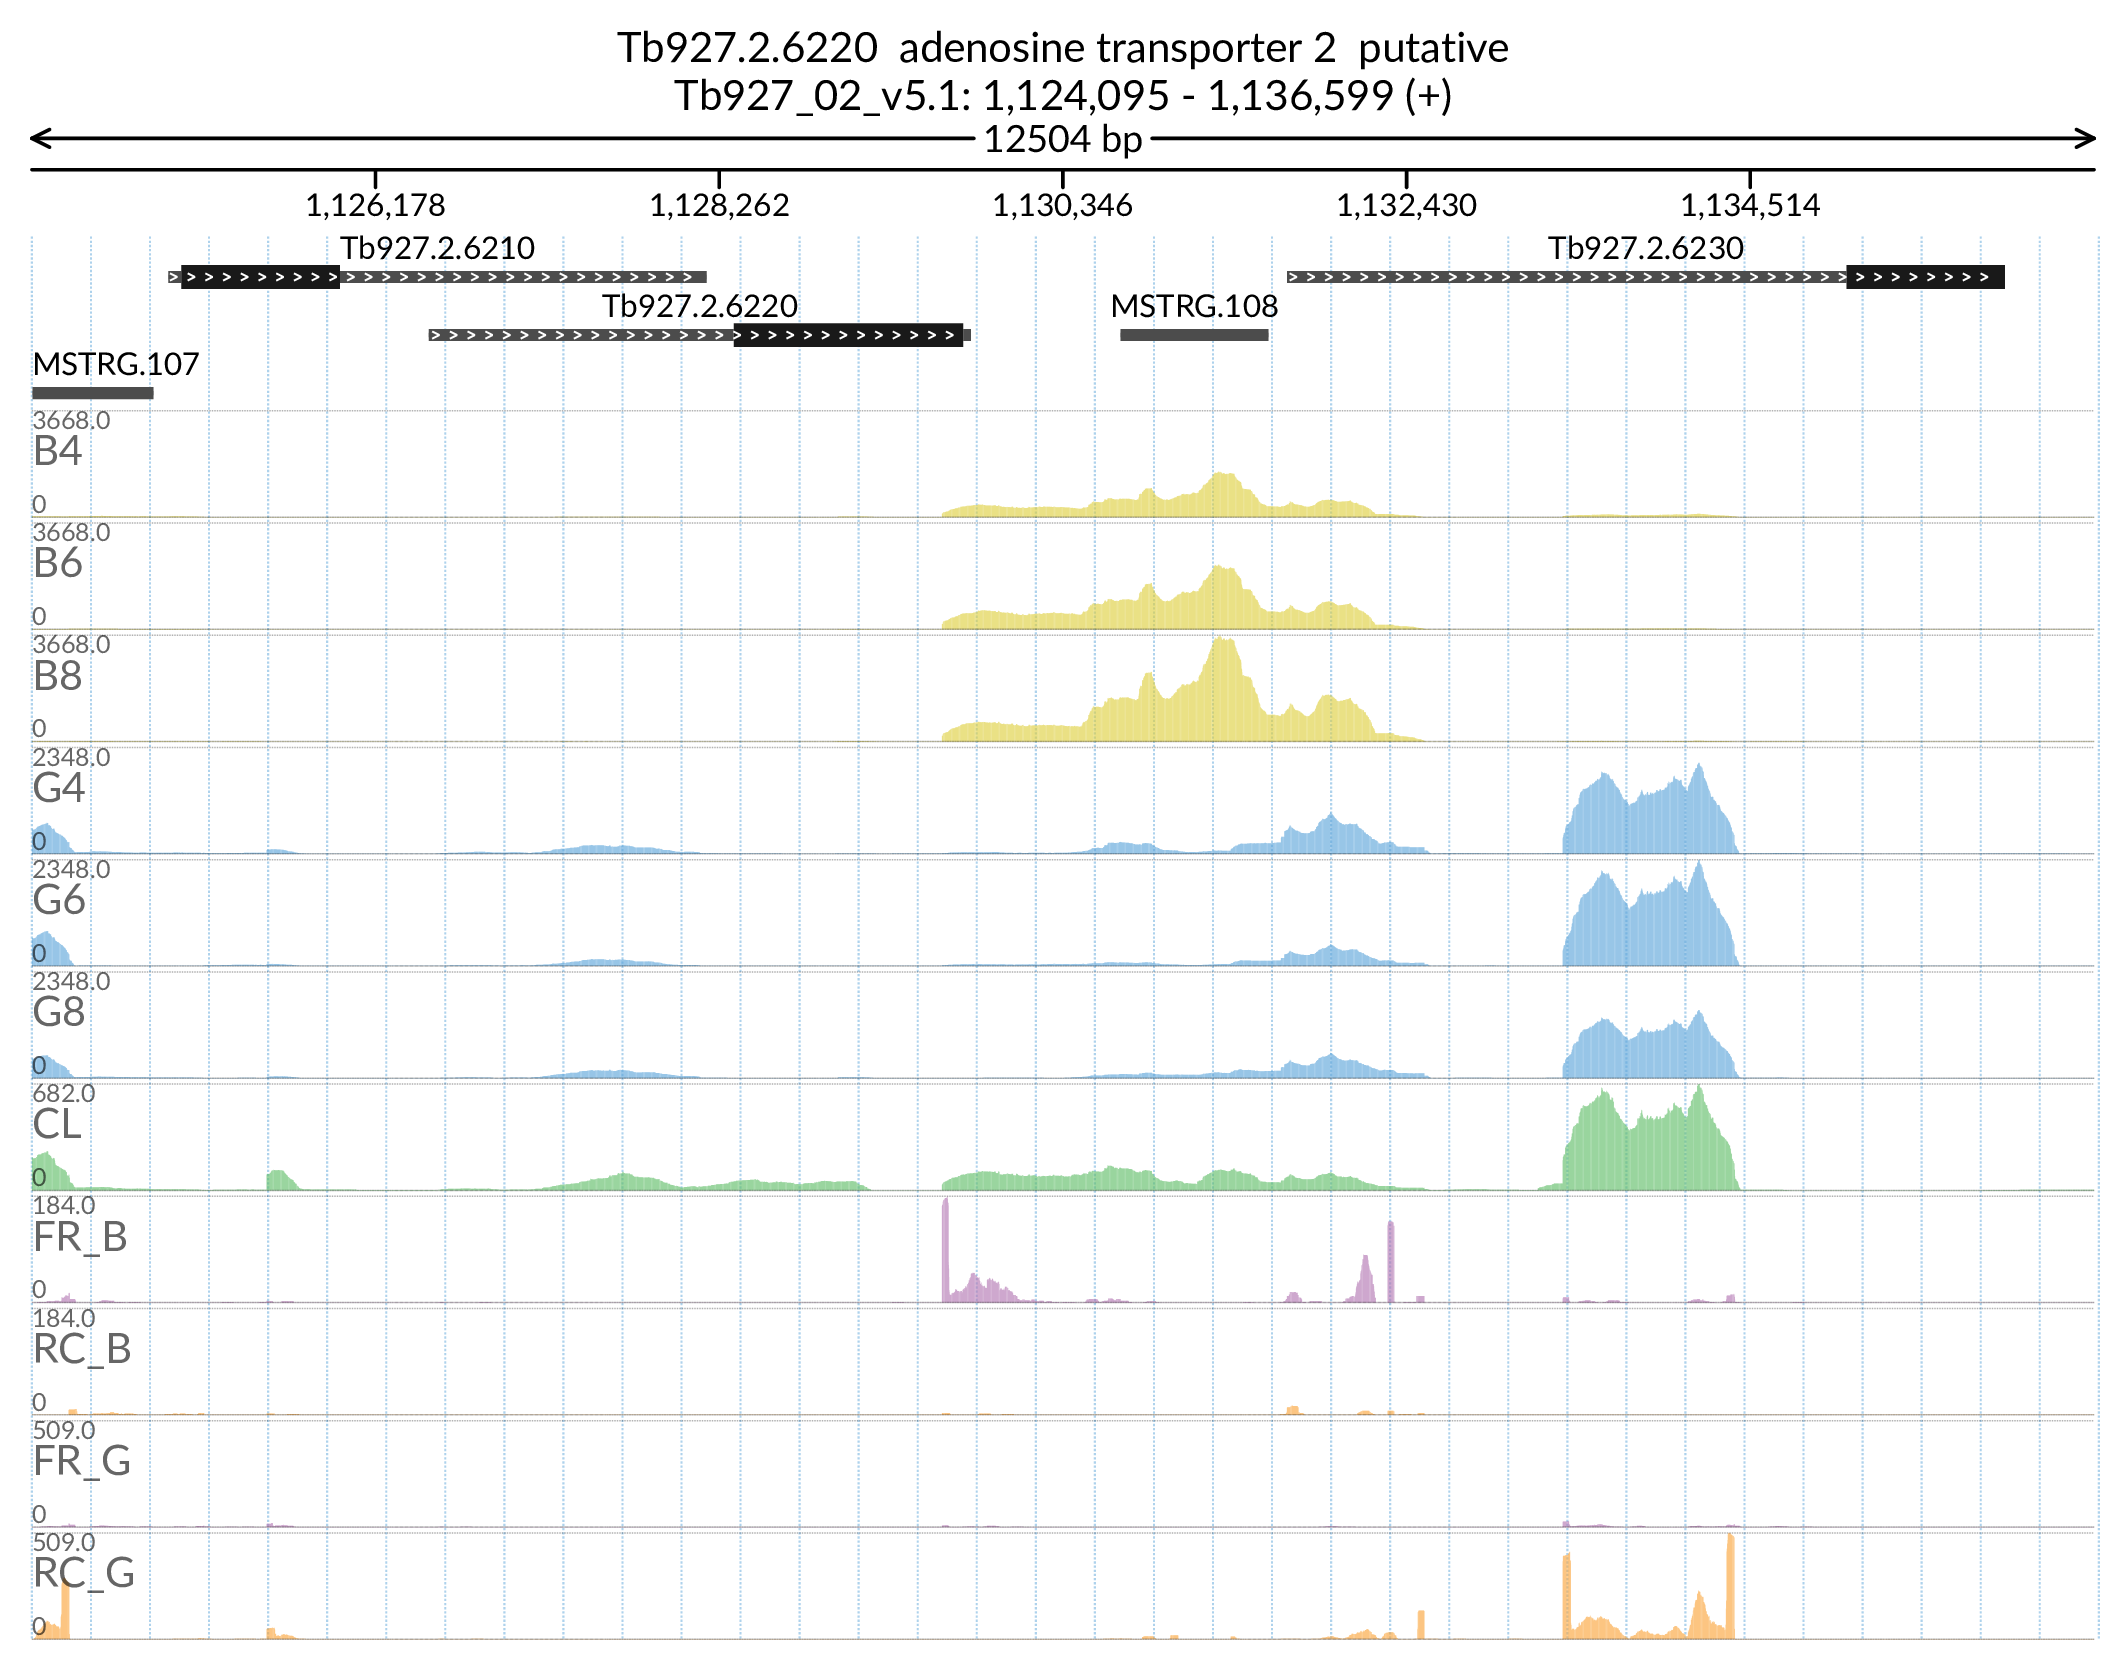 Tb927.2.6220 adenosine transporter 2 putative
Tb927_02_v5.1: 1,124,095 - 1,136,599 (+)
12504 bp
1,126,178 1,128,262 1,130,346 1,132,430 1,134,514
Tb927.2.6210 Tb927.2.6230
Tb927.2.6220 MSTRG.108
MSTRG.107
3668.0
B4
0
3668.0
B6
0
3668.0
B8
0
2348.0
G4
0
2348.0
G6
0
2348.0
G8
0
682.0
CL
0
184.0
FR_B
0
184.0
RC_B
0
509.0
FR_G
0
509.0
RC_G
0